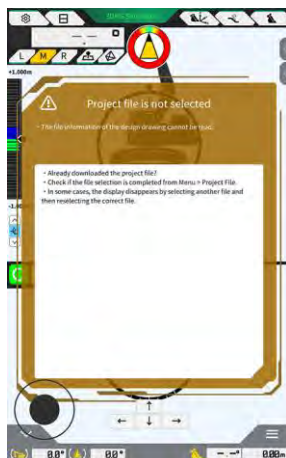 L M R
+1.000m
Project file is not selected
・The file information of the design drawing cannot be read.
・Already downloaded the project file?
・Check if the file selection is completed from Menu > Project File.
・In some cases, the display disappears by selecting another file and
then reselecting the correct file.
0.0° 0.0° 0.00m